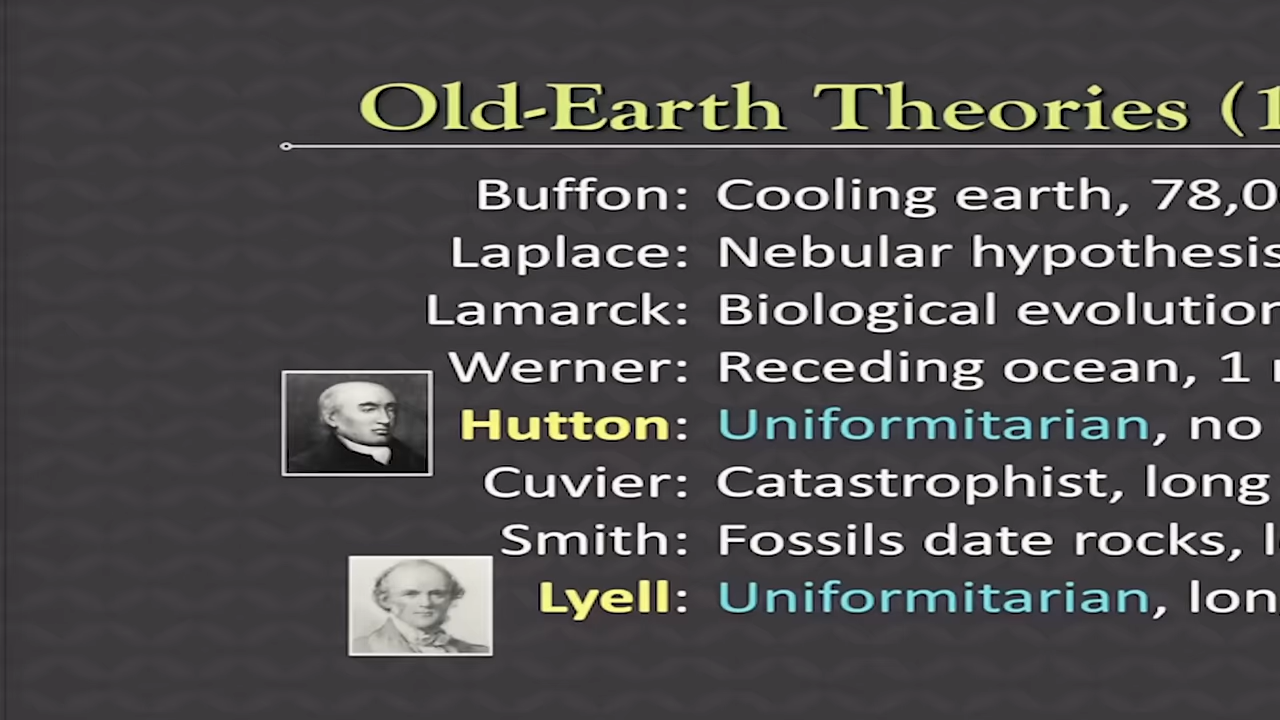 Old-Earth Theories (1
Buffon: Cooling earth, 78,0
Laplace: Nebular hypothesis
Lamarck: Biological evolution
Werner: Receding ocean, 1
Hutton: Uniformitarian, no
Cuvier: Catastrophist, long
Smith: Fossils date rocks,
Lyell: Uniformitarian, lon